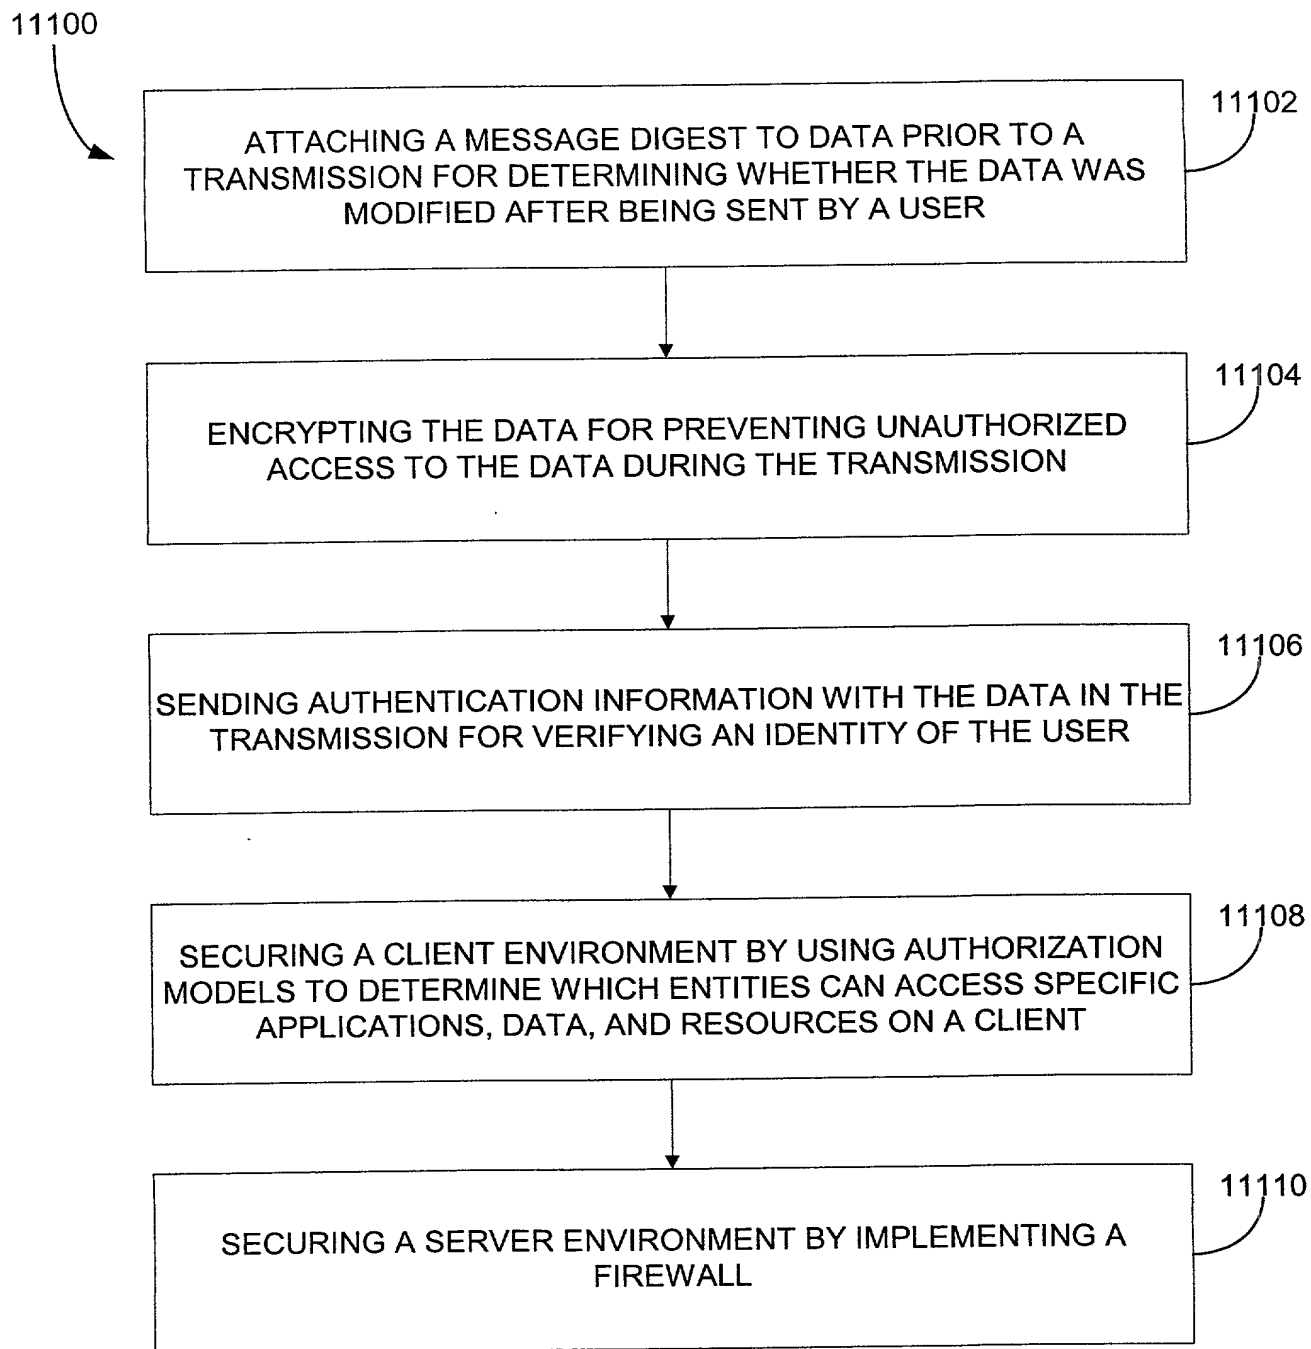 11100
11102
ATTACHING A MESSAGE DIGEST TO DATA PRIOR TO A
TRANSMISSION FOR DETERMINING WHETHER THE DATA WAS
MODIFIED AFTER BEING SENT BY A USER
11104
ENCRYPTING THE DATA FOR PREVENTING UNAUTHORIZED
ACCESS TO THE DATA DURING THE TRANSMISSION
11106
SENDING AUTHENTICATION INFORMATION WITH THE DATA IN THE
TRANSMISSION FOR VERIFYING AN IDENTITY OF THE USER
11108
SECURING A CLIENT ENVIRONMENT BY USING AUTHORIZATION
MODELS TO DETERMINE WHICH ENTITIES CAN ACCESS SPECIFIC
APPLICATIONS, DATA, AND RESOURCES ON A CLIENT
11110
SECURING A SERVER ENVIRONMENT BY IMPLEMENTING A
FIREWALL